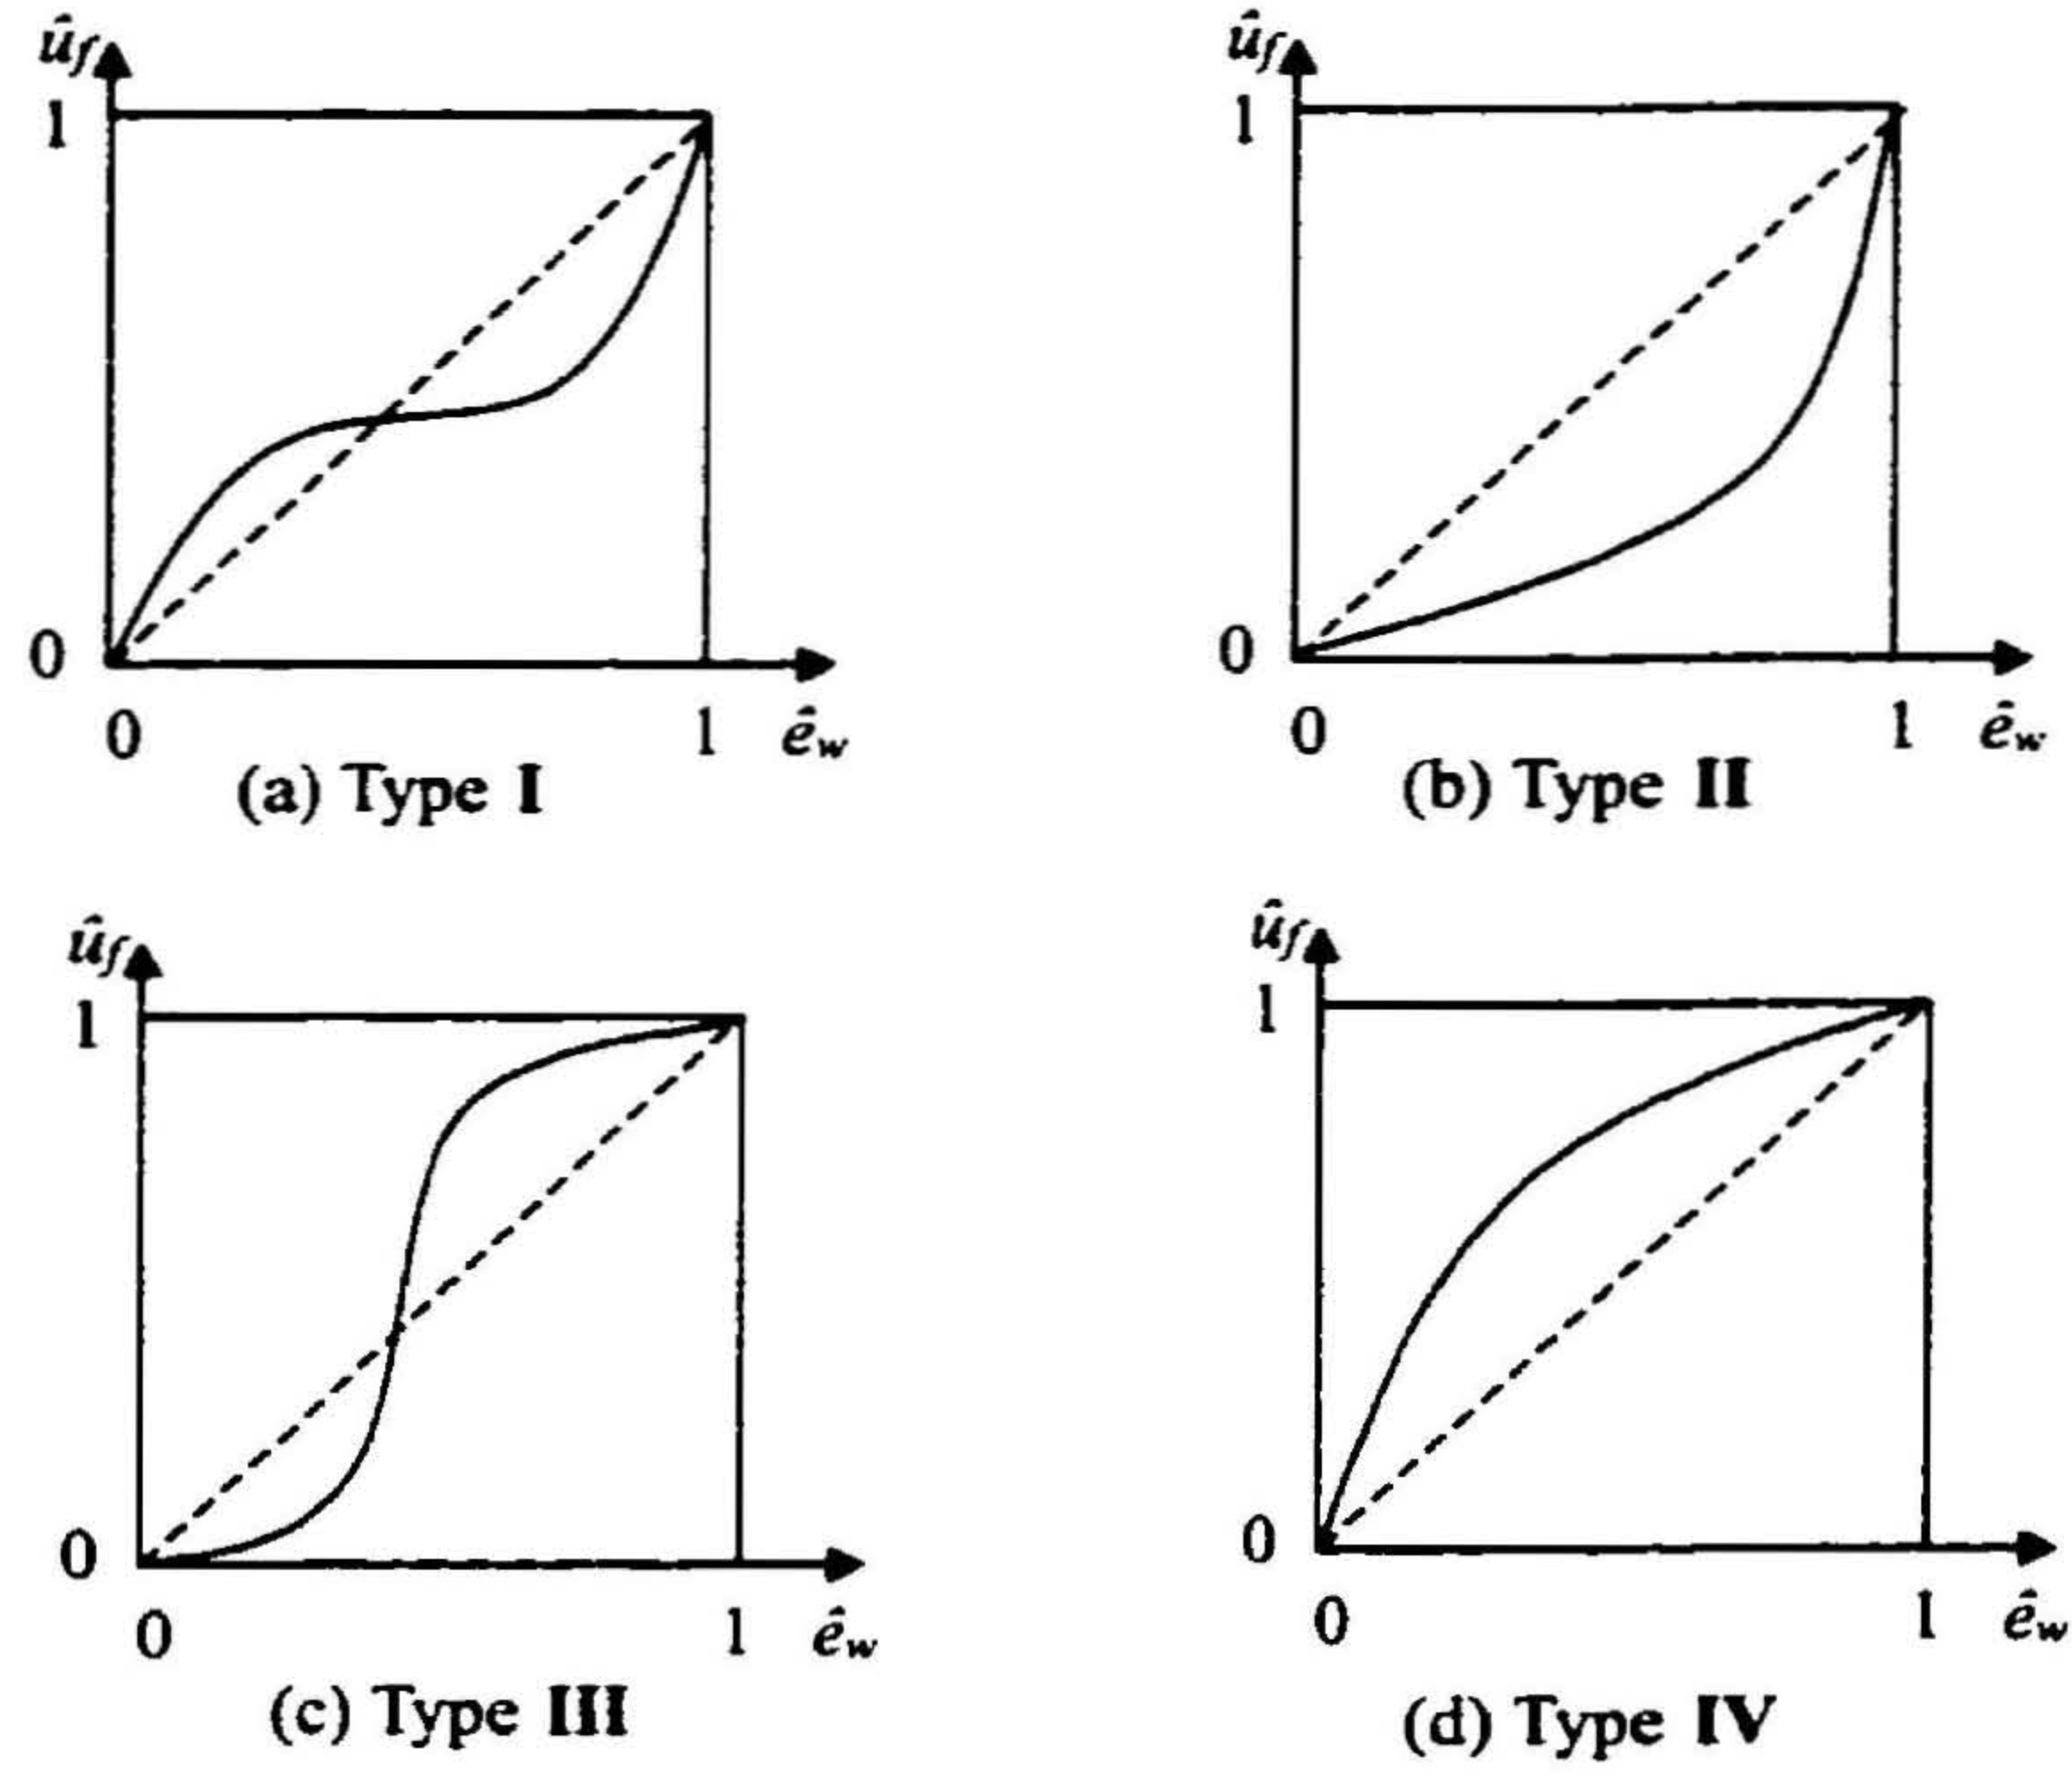 û_f
û_f
1
1
0
0
0 1 ê_w
0 1 ê_w
(a) Type I
(b) Type II
û_f
û_f
1
1
0
0
0 1 ê_w
0 1 ê_w
(c) Type III
(d) Type IV